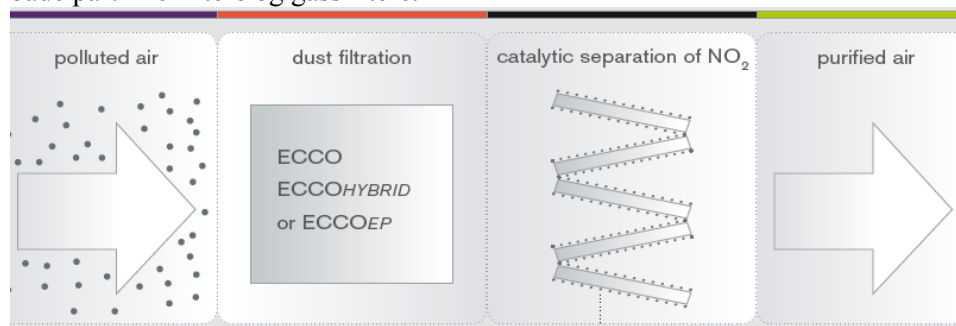 polluted air
dust filtration
catalytic separation of NO₂
purified air
ECCO
ECCOHYBRID
or ECCOEP